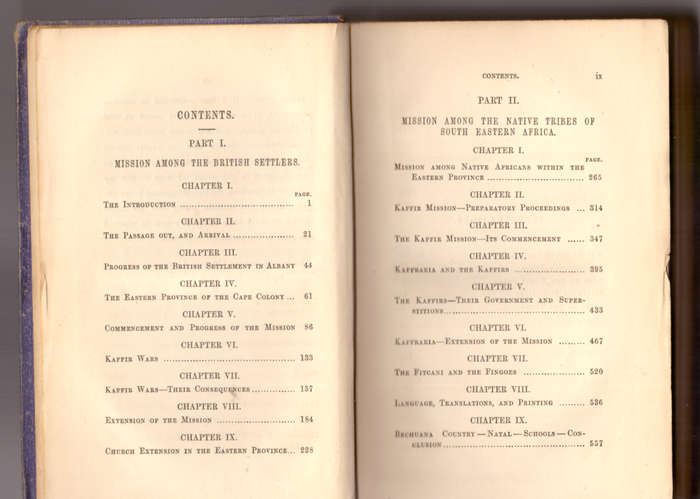 CONTENTS.
PART I.
MISSION AMONG THE BRITISH SETTLERS.
CHAPTER I.
PAGE.
The Introduction ........................................ 1
CHAPTER II.
The Passage out, and Arrival ..................... 21
CHAPTER III.
Progress of the British Settlement in Albany 44
CHAPTER IV.
The Eastern Province of the Cape Colony ... 61
CHAPTER V.
Commencement and Progress of the Mission 86
CHAPTER VI.
Kaffir Wars ............................................. 133
CHAPTER VII.
Kaffir Wars—Their Consequences............... 157
CHAPTER VIII.
Extension of the Mission ........................... 184
CHAPTER IX.
Church Extension in the Eastern Province... 228
CONTENTS. ix
PART II.
MISSION AMONG THE NATIVE TRIBES OF
SOUTH EASTERN AFRICA.
CHAPTER I.
PAGE.
Mission among Native Africans within the
Eastern Province ................................. 265
CHAPTER II.
Kaffir Mission—Preparatory Proceedings ... 314
CHAPTER III.
The Kaffir Mission—Its Commencement ...... 347
CHAPTER IV.
Kaffraria and the Kaffirs ........................ 395
CHAPTER V.
The Kaffirs—Their Government and Super-
stitions................................................ 433
CHAPTER VI.
Kaffraria—Extension of the Mission ......... 467
CHAPTER VII.
The Fitcani and the Fingoes ..................... 520
CHAPTER VIII.
Language, Translations, and Printing ......... 536
CHAPTER IX.
Bechuana Country—Natal—Schools—Con-
clusion................................................ 557